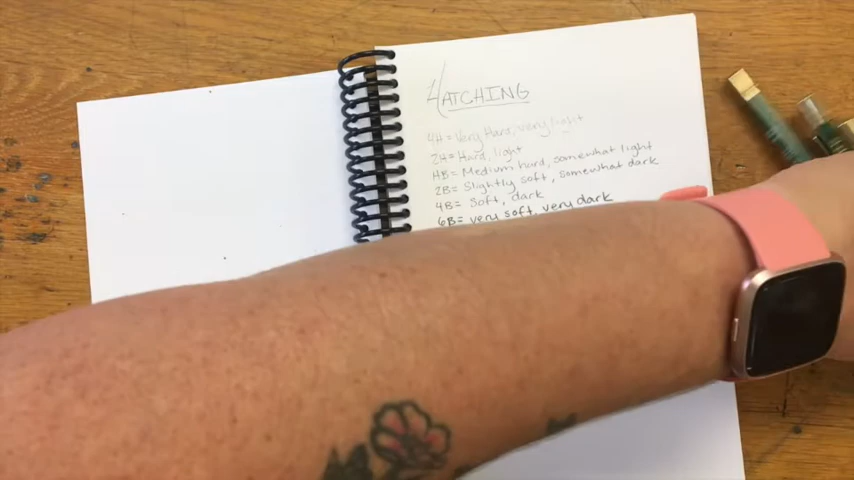 HATCHING
4H = Very Hard, very light
2H = Hard, light
HB = Medium hard, somewhat light
2B = Slightly soft, somewhat dark
4B = Soft, dark
6B = very soft, very dark